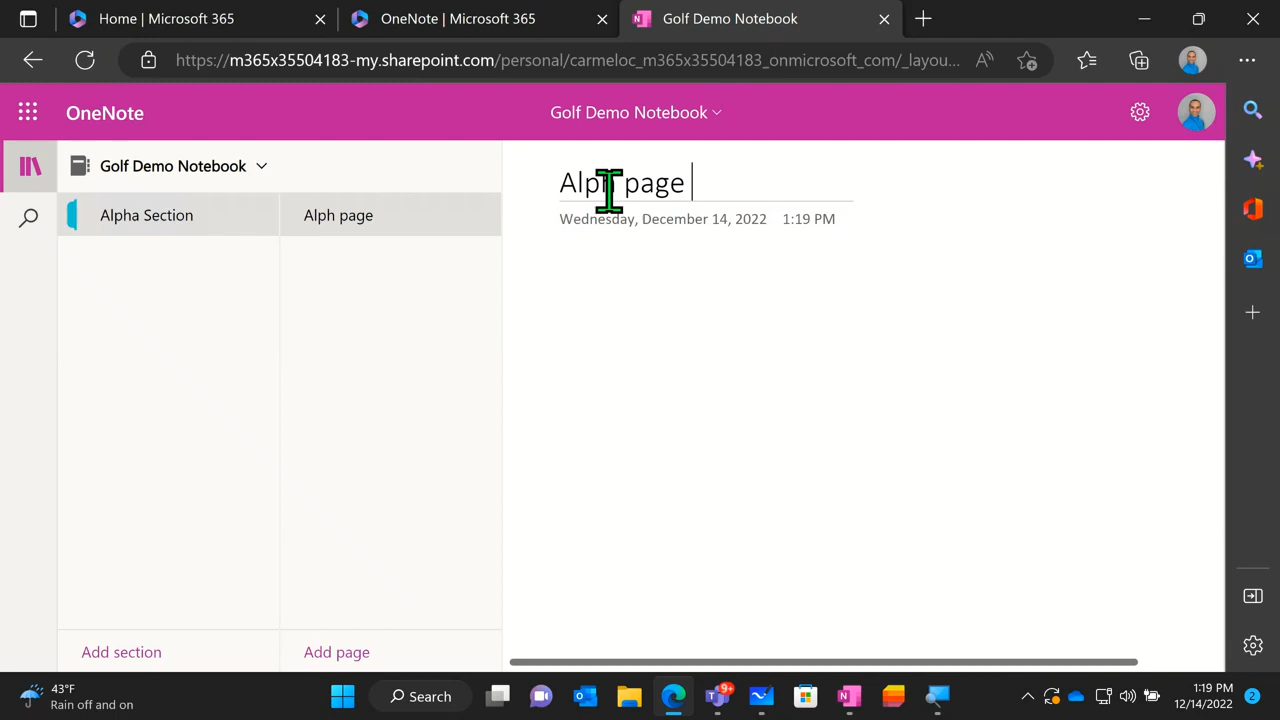 Home | Microsoft 365
OneNote | Microsoft 365
Golf Demo Notebook
https://m365x35504183-my.sharepoint.com/personal/carmeloc_m365x35504183_onmicrosoft_com/_layou...
OneNote
Golf Demo Notebook
Golf Demo Notebook
Alpha Section
Alph page
Alph page
Wednesday, December 14, 2022 1:19 PM
Add section
Add page
43°F
Rain off and on
Search
9+
1:19 PM
12/14/2022
2